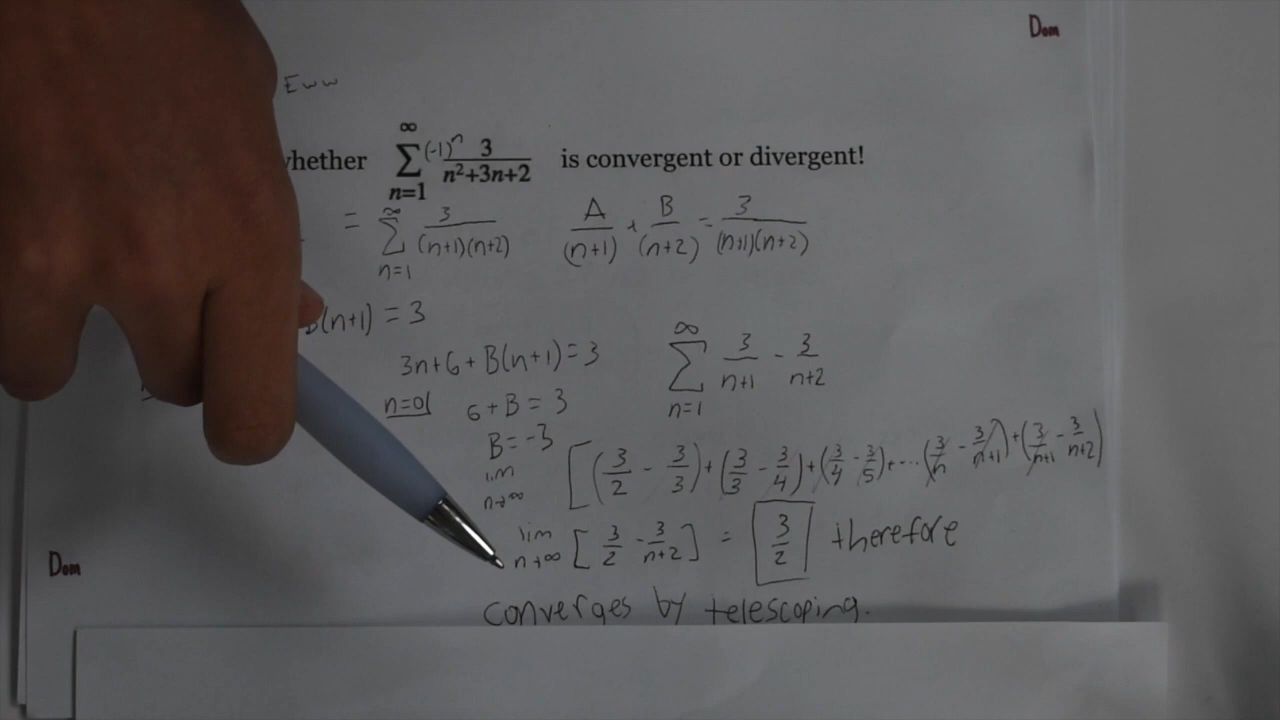 Dom
Eww
whether ∞ Σ n=1 (-1)^n 3/(n²+3n+2) is convergent or divergent!
= ∞ Σ n=1 3/((n+1)(n+2)) A/(n+1) + B/(n+2) = 3/((n+1)(n+2))
B(n+1) = 3
3n+6+B(n+1)=3 ∞ Σ n=1 3/(n+1) - 3/(n+2)
n=0 6+B=3
B=-3
lim n→∞ [(3/2 - 3/3)+(3/3 - 3/4)+(3/4 - 3/5)+...(3/n - 3/(n+1))+(3/(n+1) - 3/(n+2))
lim n→∞ [3/2 - 3/(n+2)] = 3/2 therefore
Dom
converges by telescoping.